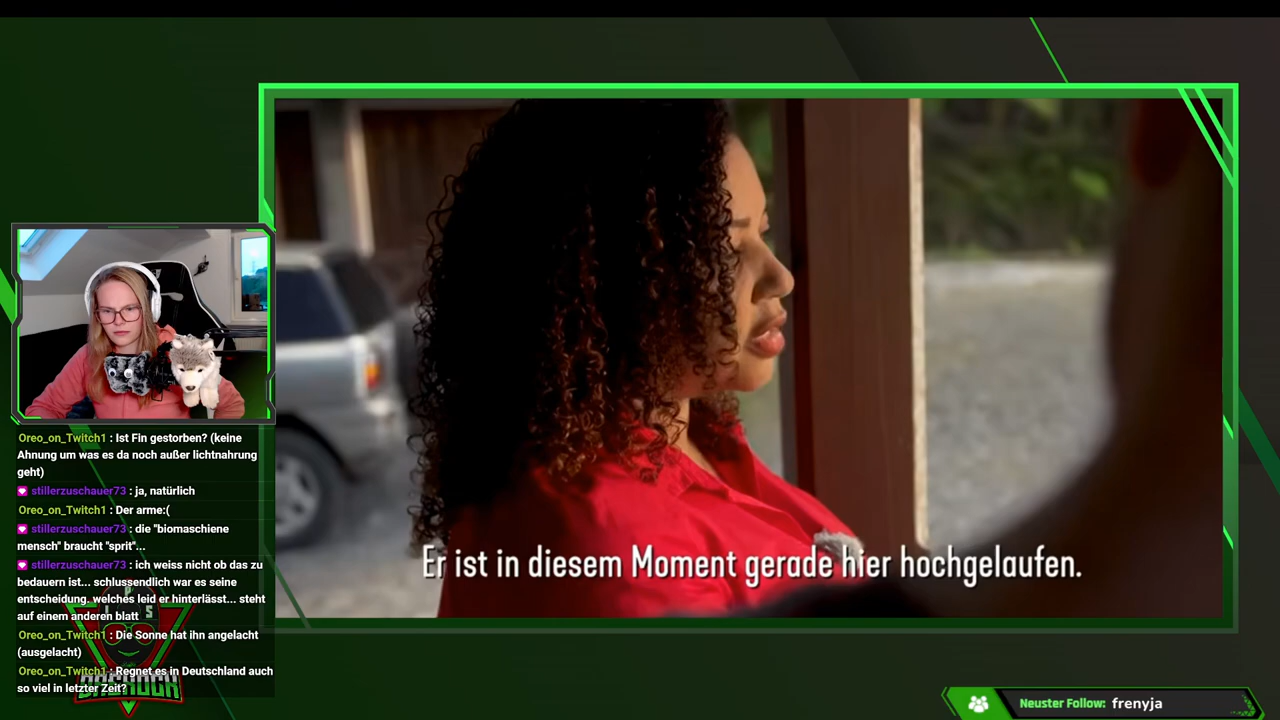 Er ist in diesem Moment gerade hier hochgelaufen.
Oreo_on_Twitch1 : Ist Fin gestorben? (keine
Ahnung um was es da noch außer lichtnahrung
geht)
stillerzuschauer73 : ja, natürlich
Oreo_on_Twitch1 : Der arme:(
stillerzuschauer73 : die "biomaschiene
mensch" braucht "sprit"...
stillerzuschauer73 : ich weiss nicht ob das zu
bedauern ist... schlussendlich war es seine
entscheidung. welches leid er hinterlässt... steht
auf einem anderen blatt
Oreo_on_Twitch1 : Die Sonne hat ihn angelacht
(ausgelacht)
Oreo_on_Twitch1 : Regnet es in Deutschland auch
so viel in letzter Zeit?
Neuster Follow: frenyja